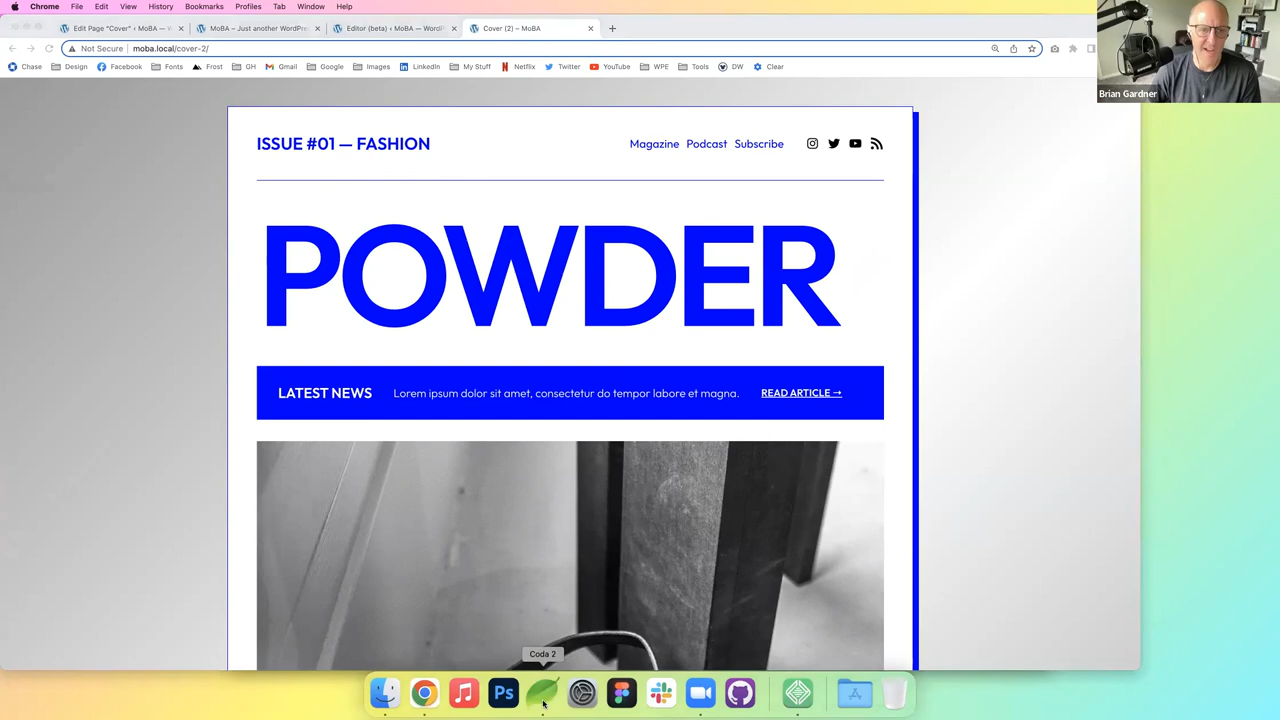 Chrome File Edit View History Bookmarks Profiles Tab Window Help
Edit Page “Cover” ‹ MoBA — W
MoBA – Just another WordPre
Editor (beta) ‹ MoBA — WordP
Cover (2) – MoBA
Not Secure moba.local/cover-2/
Chase Design Facebook Fonts Frost GH Gmail Google Images LinkedIn My Stuff Netflix Twitter YouTube WPE Tools DW Clear
Brian Gardner
ISSUE #01 — FASHION
Magazine Podcast Subscribe
POWDER
LATEST NEWS Lorem ipsum dolor sit amet, consectetur do tempor labore et magna. READ ARTICLE →
Coda 2
Ps